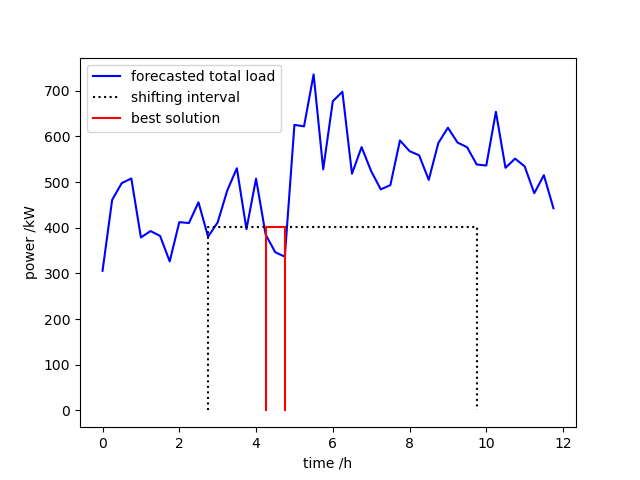 forecasted total load
shifting interval
best solution
700
600
500
400
300
200
100
0
power /kW
0 2 4 6 8 10 12
time /h